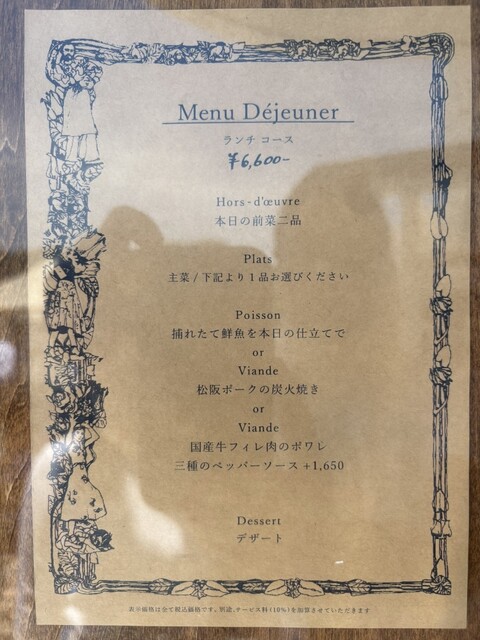 Menu Déjeuner
ランチ コース
¥6,600-
Hors-d'œuvre
本日の前菜二品
Plats
主菜 / 下記より１品お選びください
Poisson
捕れたて鮮魚を本日の仕立てで
or
Viande
松阪ポークの炭火焼き
or
Viande
国産牛フィレ肉のポワレ
三種のペッパーソース +1,650
Dessert
デザート
表示価格は全て税込価格です。別途、サービス料(10%)を加算させていただきます